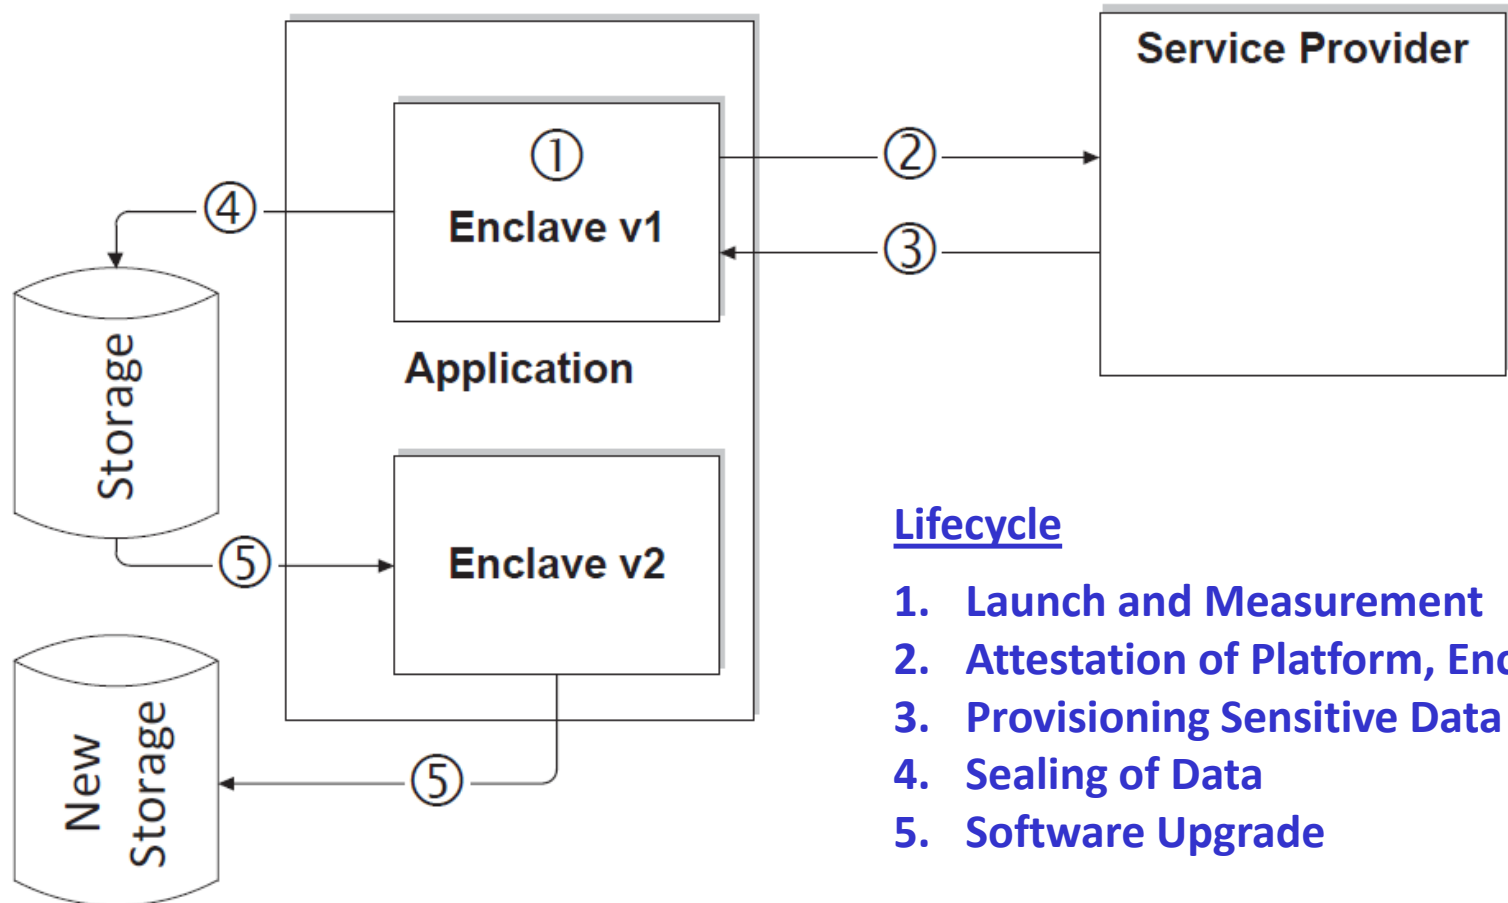 Service Provider
①
②
Enclave v1
③
④
Application
Storage
Enclave v2
⑤
⑤
New
Storage
Lifecycle
1. Launch and Measurement
2. Attestation of Platform,
3. Provisioning Sensitive Data
4. Sealing of Data
5. Software Upgrade